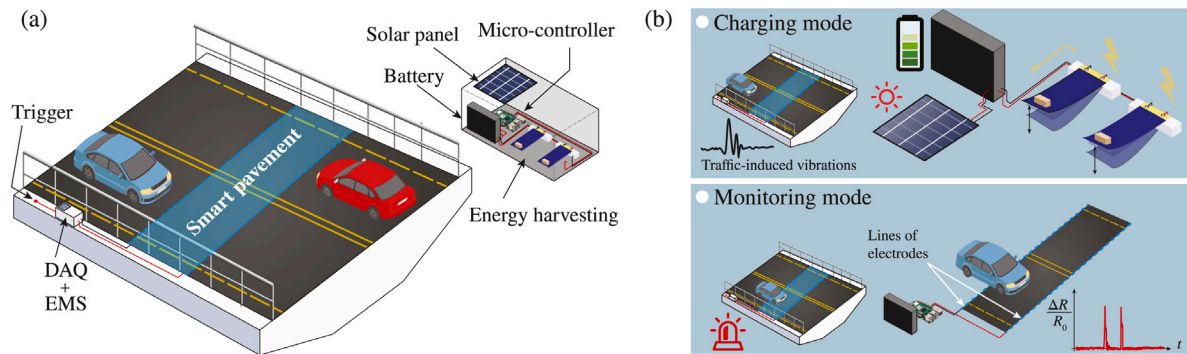 (a)
Solar panel
Micro-controller
Battery
Trigger
Smart pavement
Energy harvesting
DAQ
+
EMS
(b)
Charging mode
Traffic-induced vibrations
Monitoring mode
Lines of
electrodes
ΔR
R₀
t